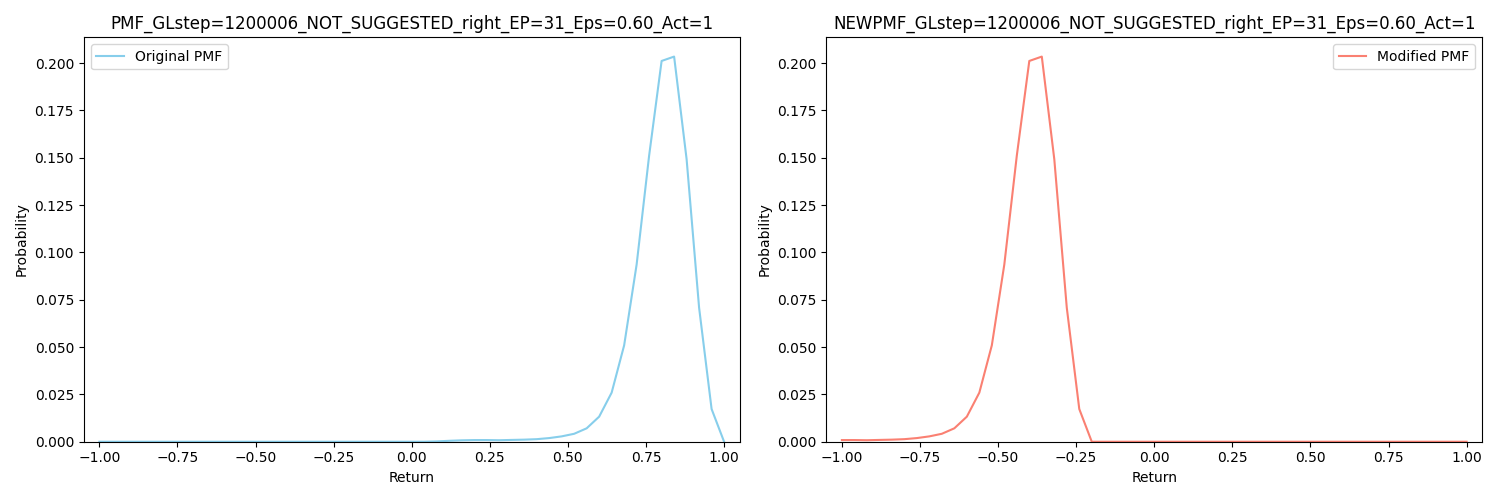 PMF_GLstep=1200006_NOT_SUGGESTED_right_EP=31_Eps=0.60_Act=1
Original PMF
0.200
0.175
0.150
0.125
0.100
0.075
0.050
0.025
0.000
Probability
−1.00 −0.75 −0.50 −0.25 0.00 0.25 0.50 0.75 1.00
Return
NEWPMF_GLstep=1200006_NOT_SUGGESTED_right_EP=31_Eps=0.60_Act=1
Modified PMF
0.200
0.175
0.150
0.125
0.100
0.075
0.050
0.025
0.000
Probability
−1.00 −0.75 −0.50 −0.25 0.00 0.25 0.50 0.75 1.00
Return